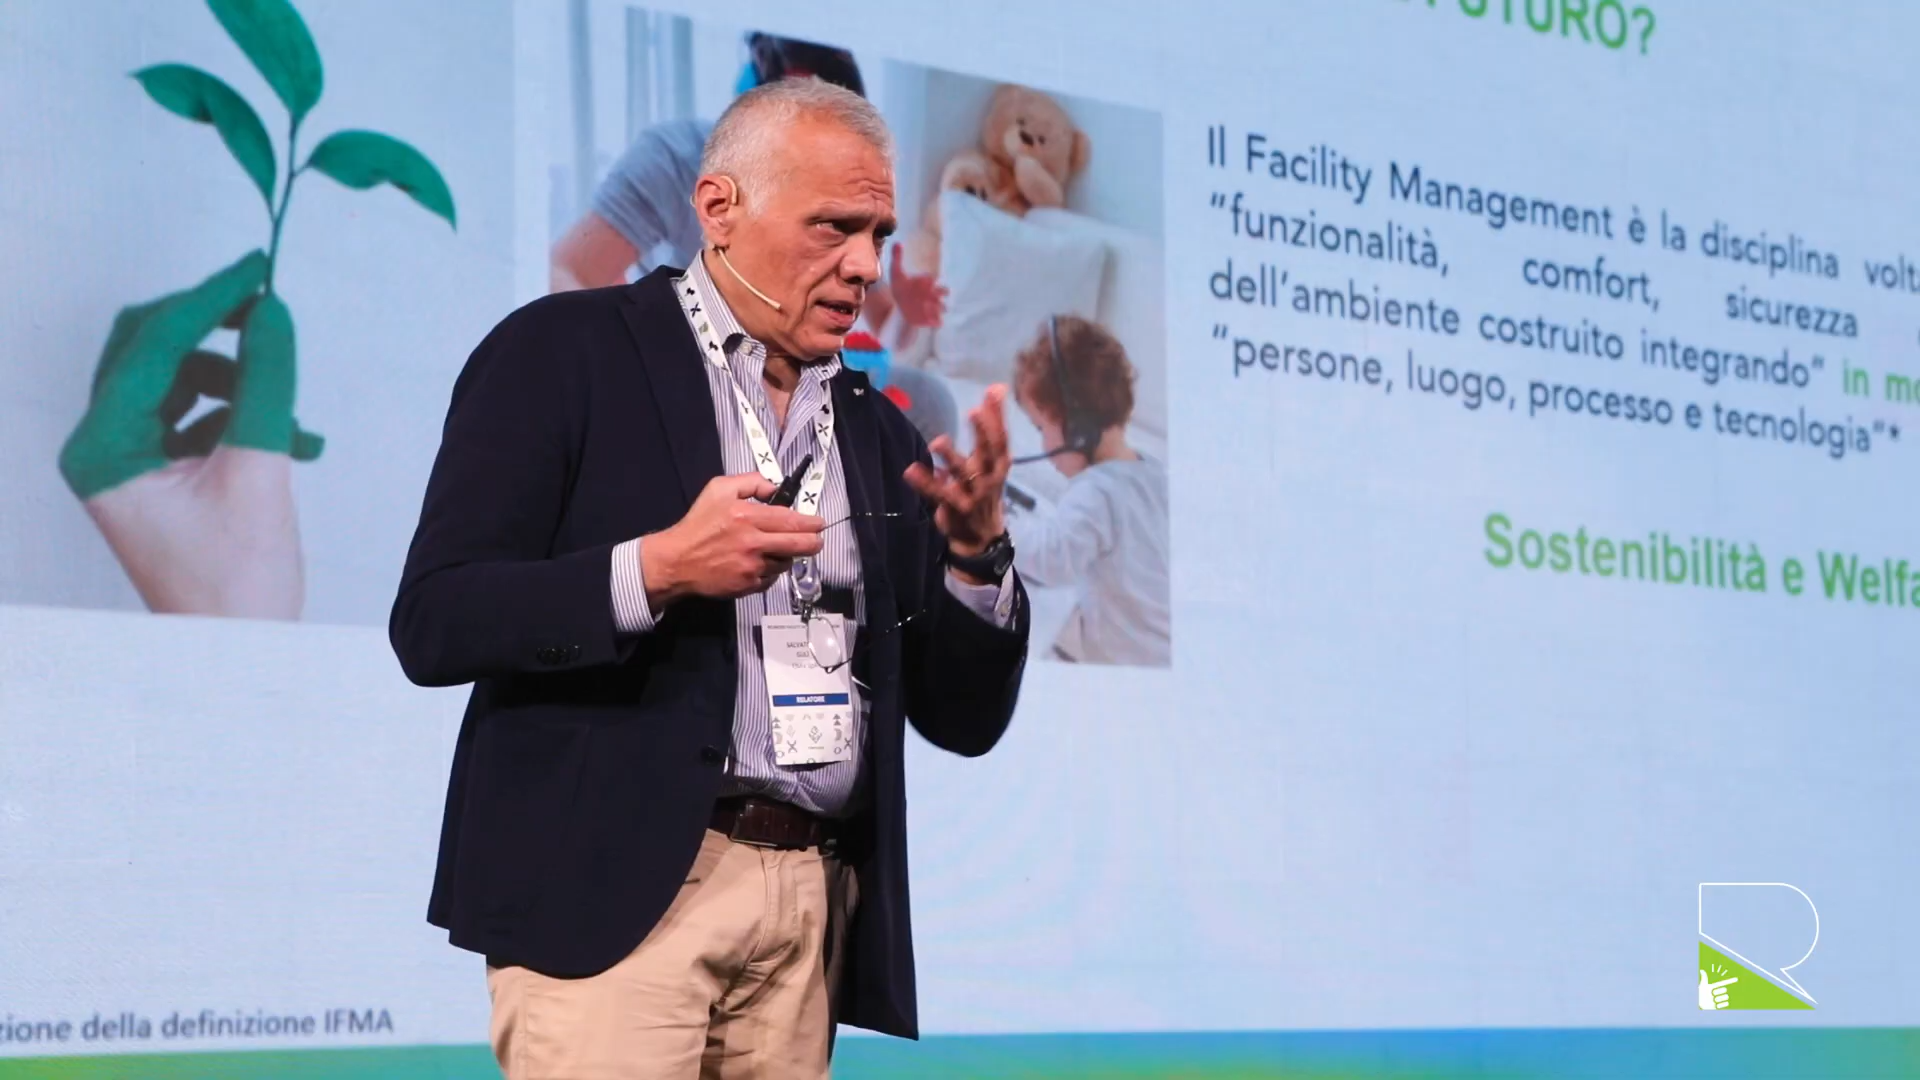 FUTURO?
Il Facility Management è la disciplina volt
"funzionalità, comfort, sicurezza
dell'ambiente costruito integrando" in mo
"persone, luogo, processo e tecnologia"*
Sostenibilità e Welfa
RELATORE
zione della definizione IFMA